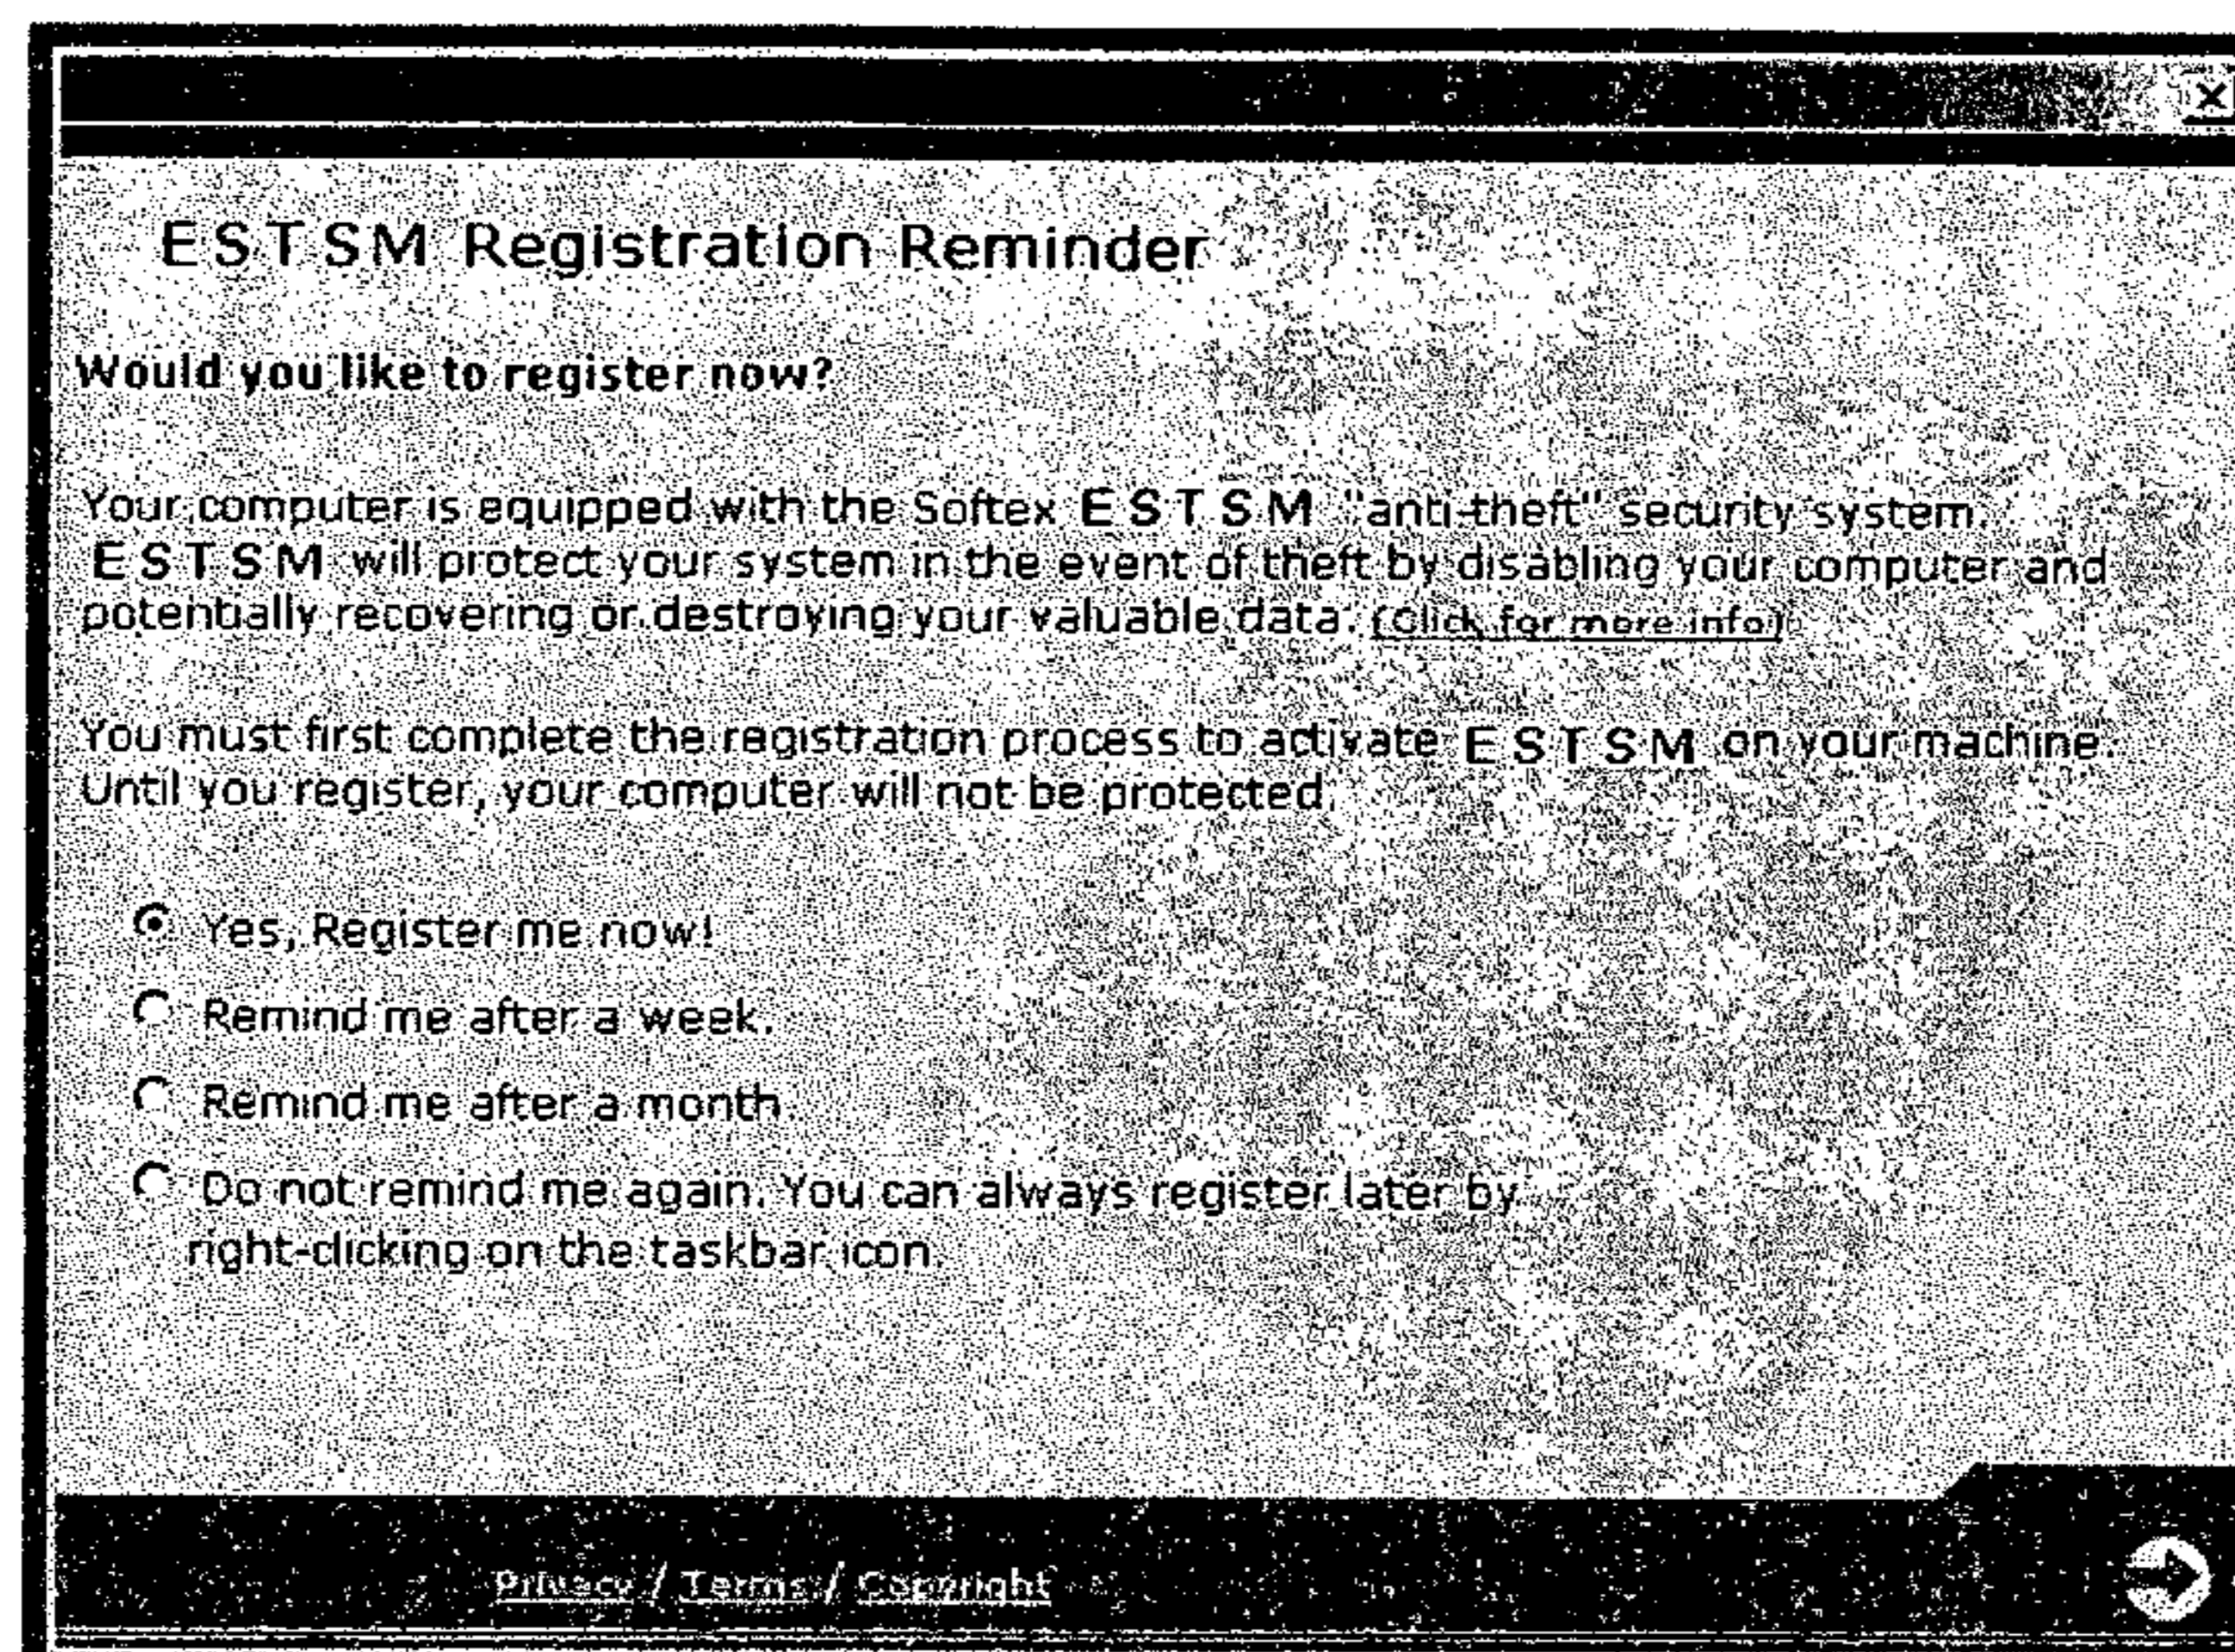 ESTSM Registration Reminder
Would you like to register now?
Your computer is equipped with the Softex ESTSM "anti-theft" security system.
ESTSM will protect your system in the event of theft by disabling your computer and
potentially recovering or destroying your valuable data. (Click for more info)
You must first complete the registration process to activate ESTSM on your machine.
Until you register, your computer will not be protected.
Yes, Register me now!
Remind me after a week.
Remind me after a month.
Do not remind me again. You can always register later by
right-clicking on the taskbar icon.
Privacy / Terms / Copyright